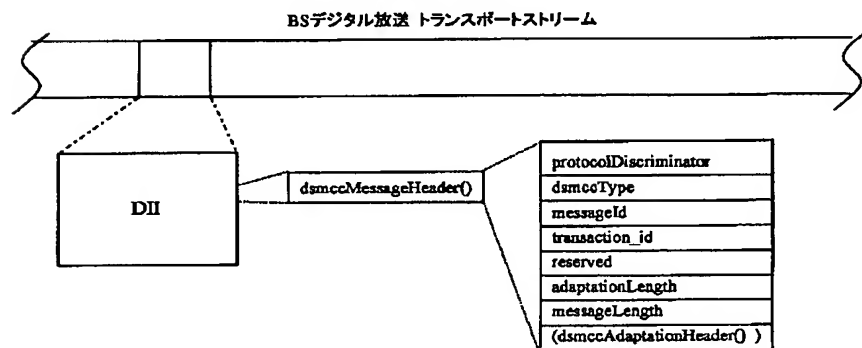 BSデジタル放送 トランスポートストリーム
DII
dsmccMessageHeader()
protocolDiscriminator
dsmccType
messageId
transaction_id
reserved
adaptationLength
messageLength
(dsmccAdaptationHeader() )